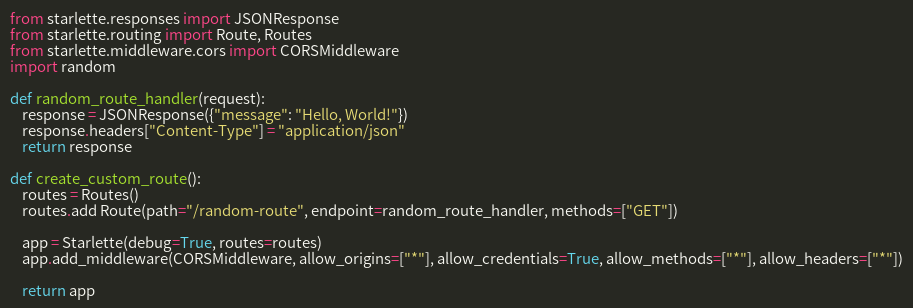 from starlette.responses import JSONResponse
from starlette.routing import Route, Routes
from starlette.middleware.cors import CORSMiddleware
import random

def random_route_handler(request):
    response = JSONResponse({"message": "Hello, World!"})
    response.headers["Content-Type"] = "application/json"
    return response

def create_custom_route():
    routes = Routes()
    routes.add Route(path="/random-route", endpoint=random_route_handler, methods=["GET"])

    app = Starlette(debug=True, routes=routes)
    app.add_middleware(CORSMiddleware, allow_origins=["*"], allow_credentials=True, allow_methods=["*"], allow_headers=["*"])

    return app